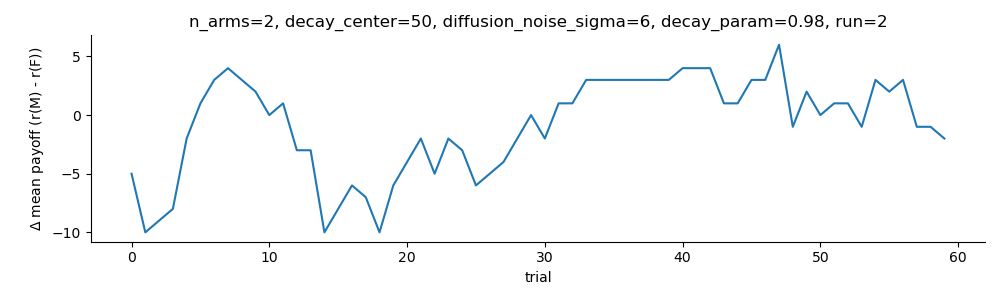 n_arms=2, decay_center=50, diffusion_noise_sigma=6, decay_param=0.98, run=2
Δ mean payoff (r(M) - r(F))
5
0
−5
−10
0 10 20 30 40 50 60
trial